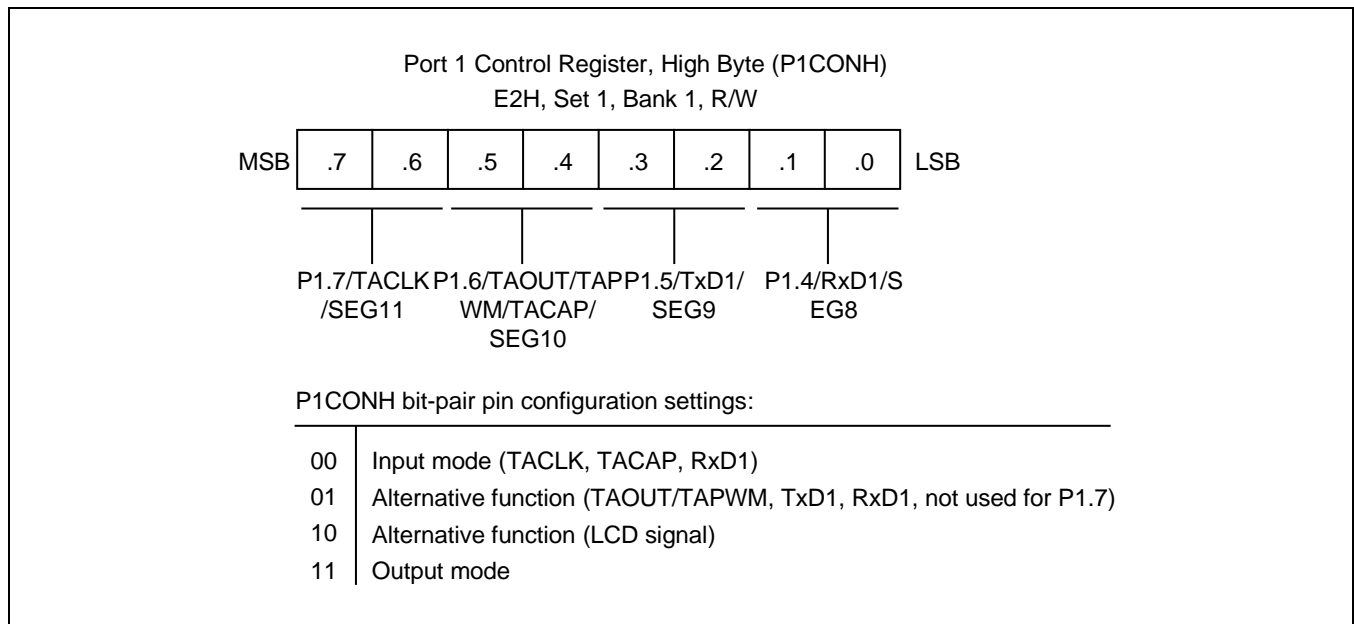 Port 1 Control Register, High Byte (P1CONH)
E2H, Set 1, Bank 1, R/W
MSB .7 .6 .5 .4 .3 .2 .1 .0 LSB
P1.7/TACLK
/SEG11
P1.6/TAOUT/TAP
WM/TACAP/
SEG10
P1.5/TxD1/
SEG9
P1.4/RxD1/S
EG8
P1CONH bit-pair pin configuration settings:
00 Input mode (TACLK, TACAP, RxD1)
01 Alternative function (TAOUT/TAPWM, TxD1, RxD1, not used for P1.7)
10 Alternative function (LCD signal)
11 Output mode